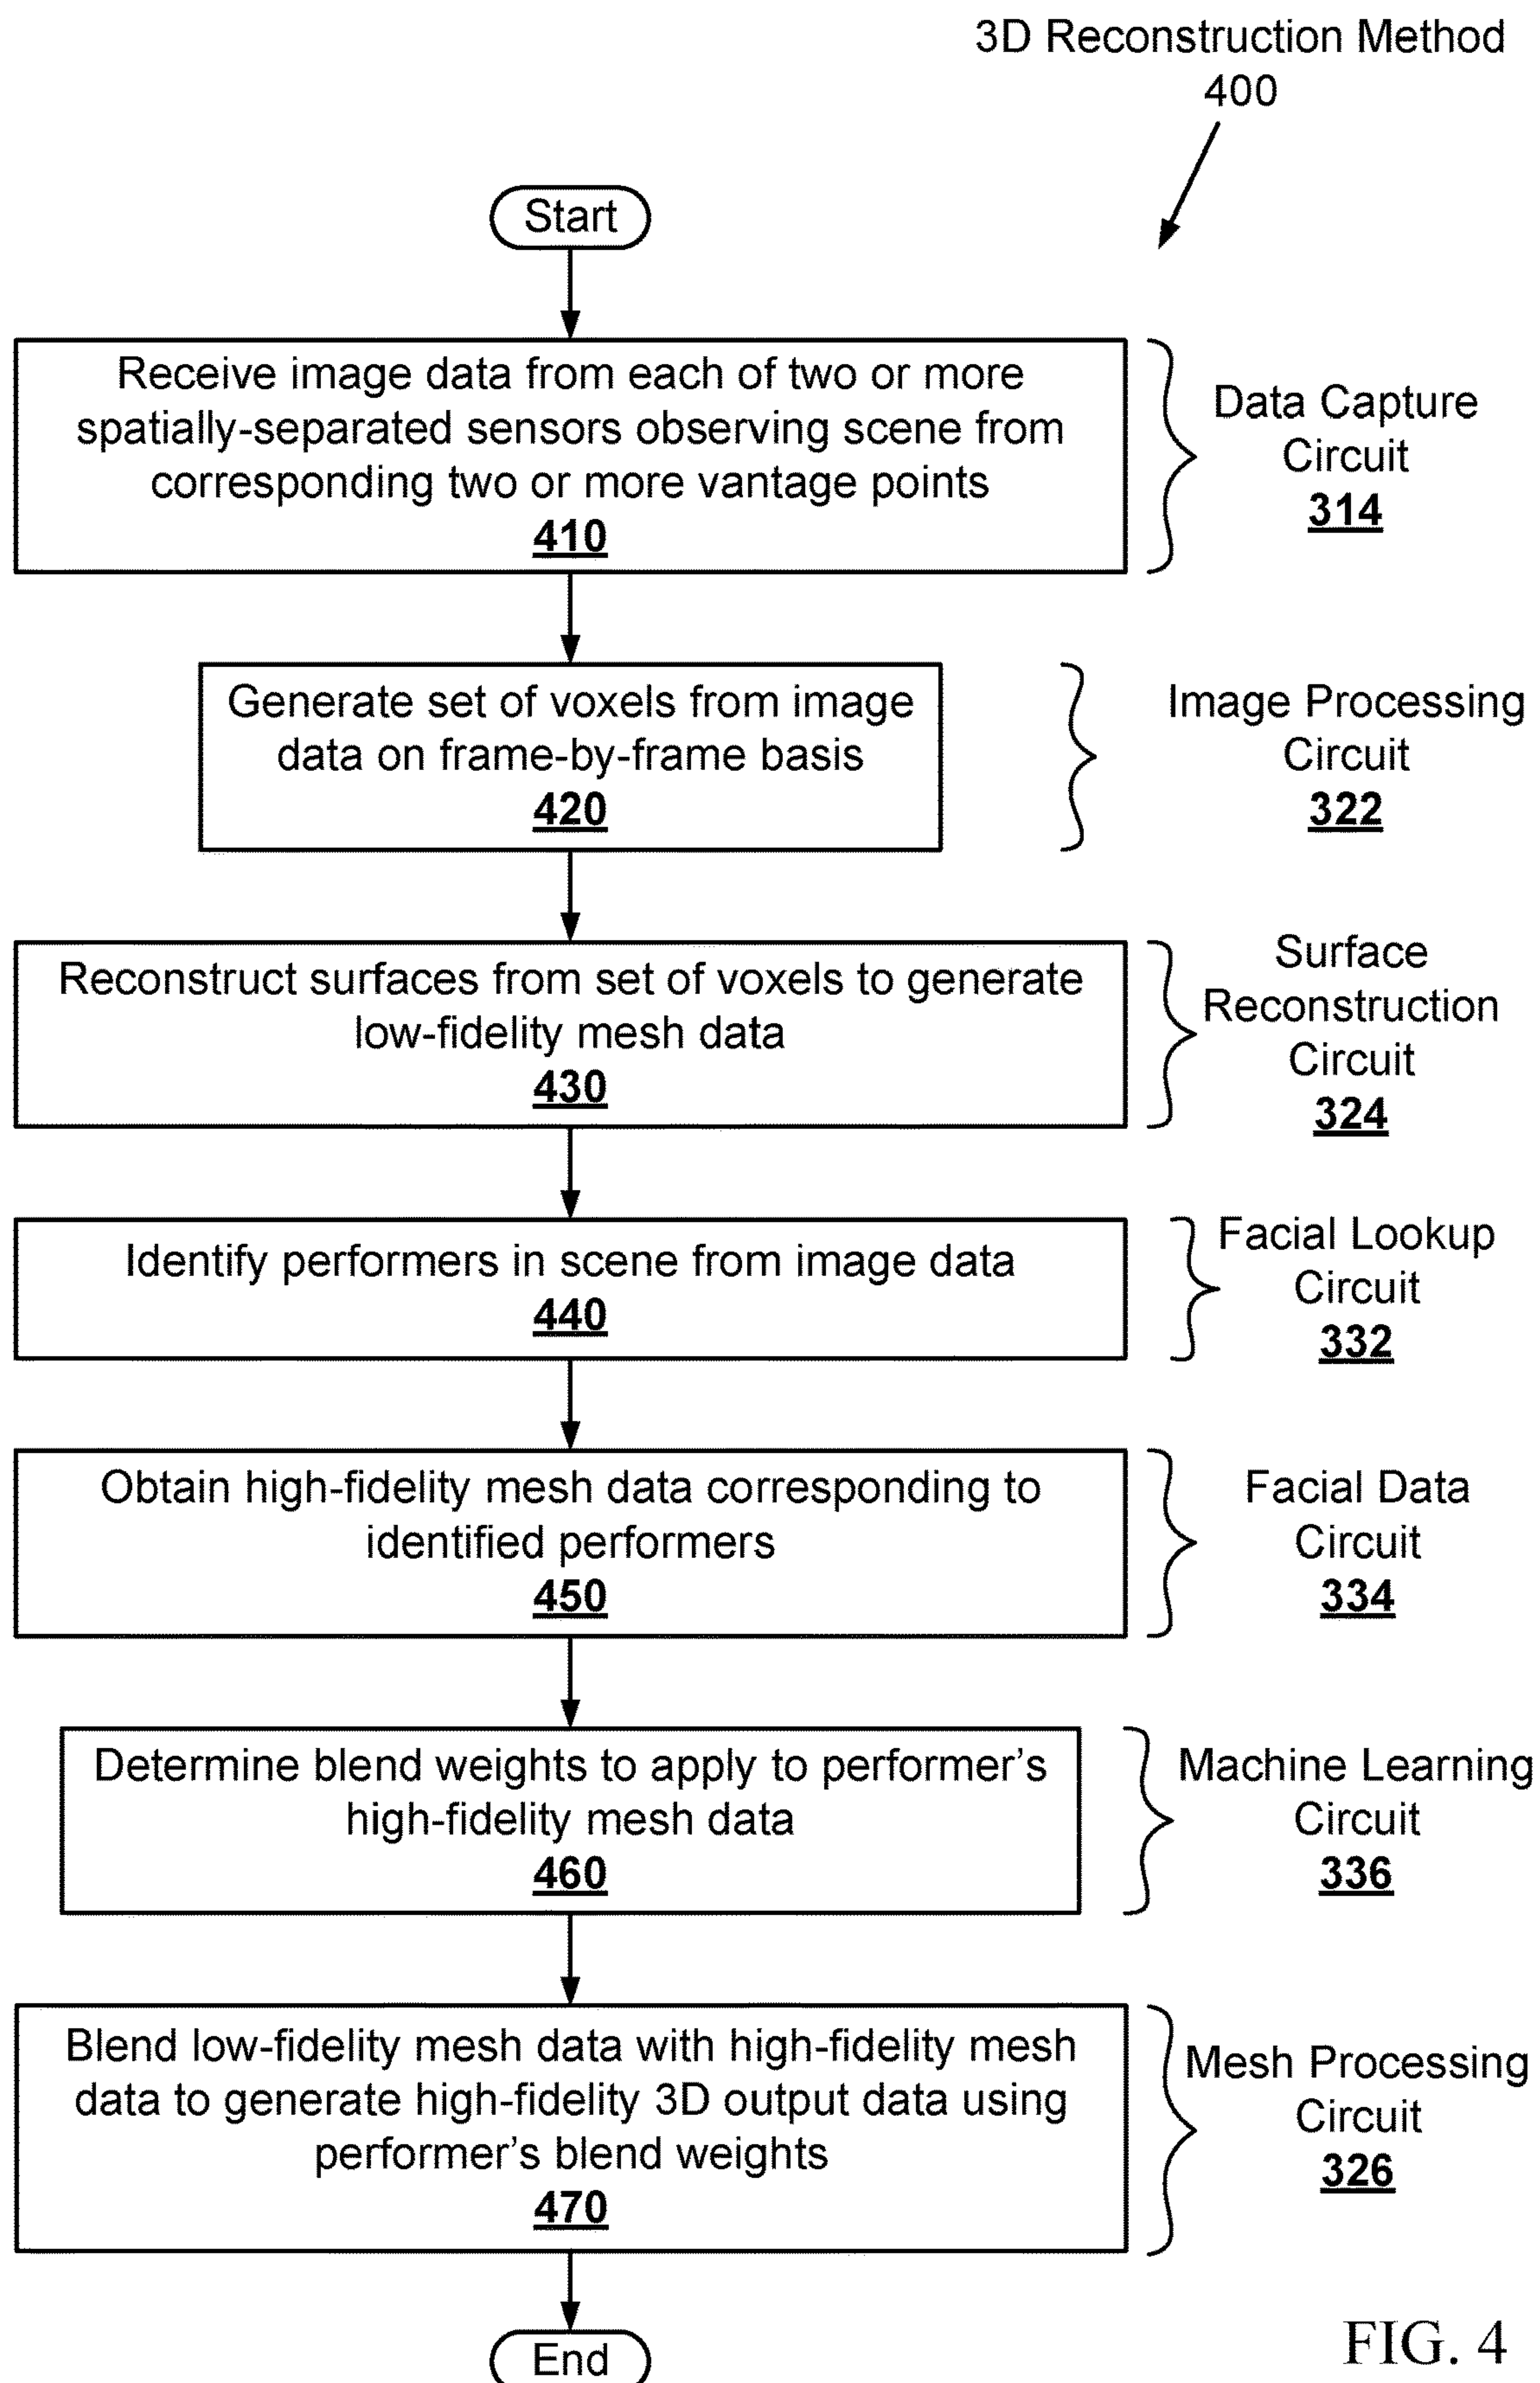 3D Reconstruction Method
400
Start
Receive image data from each of two or more
spatially-separated sensors observing scene from
corresponding two or more vantage points
410
Data Capture
Circuit
314
Generate set of voxels from image
data on frame-by-frame basis
420
Image Processing
Circuit
322
Reconstruct surfaces from set of voxels to generate
low-fidelity mesh data
430
Surface
Reconstruction
Circuit
324
Identify performers in scene from image data
440
Facial Lookup
Circuit
332
Obtain high-fidelity mesh data corresponding to
identified performers
450
Facial Data
Circuit
334
Determine blend weights to apply to performer’s
high-fidelity mesh data
460
Machine Learning
Circuit
336
Blend low-fidelity mesh data with high-fidelity mesh
data to generate high-fidelity 3D output data using
performer’s blend weights
470
Mesh Processing
Circuit
326
End
FIG. 4